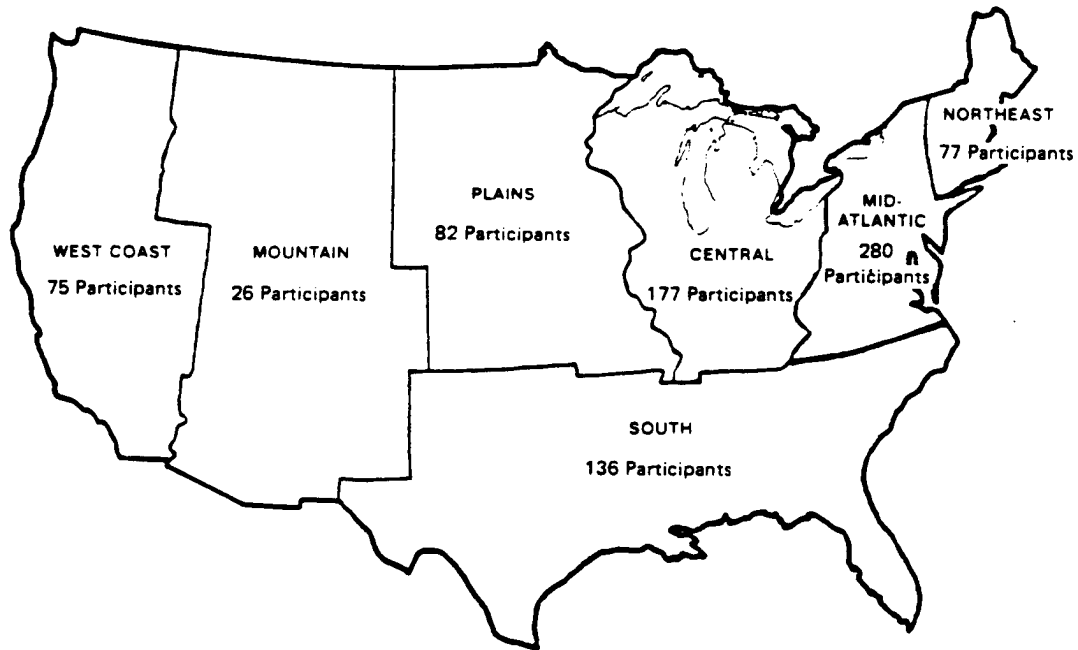 NORTHEAST
77 Participants
MID-
ATLANTIC
280
Participants
PLAINS
82 Participants
CENTRAL
177 Participants
WEST COAST
75 Participants
MOUNTAIN
26 Participants
SOUTH
136 Participants